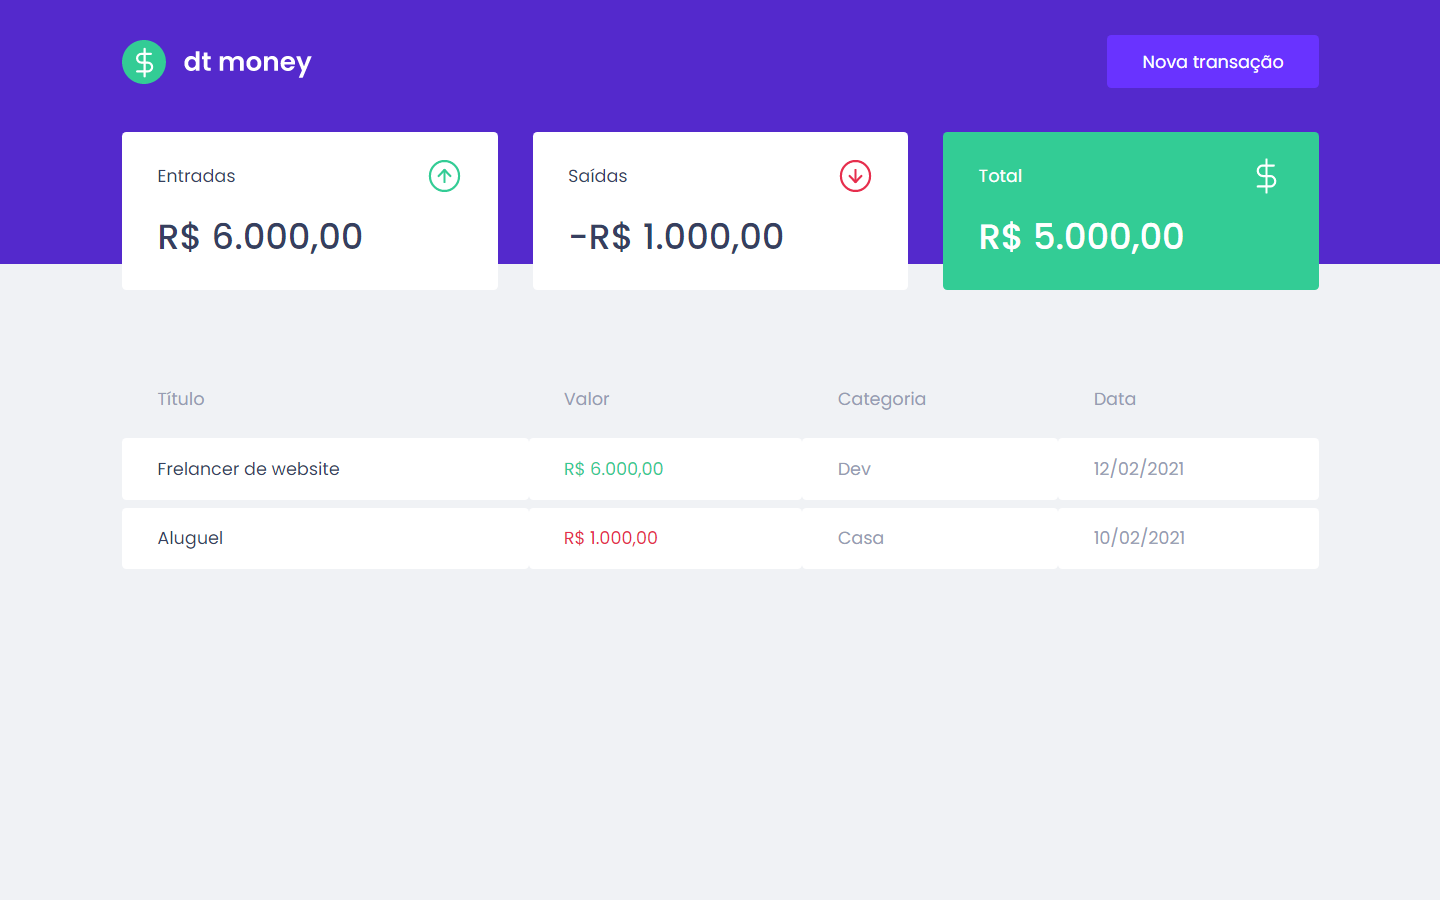 dt money
Nova transação
Entradas
R$ 6.000,00
Saídas
-R$ 1.000,00
Total
R$ 5.000,00
Título Valor Categoria Data
Frelancer de website R$ 6.000,00 Dev 12/02/2021
Aluguel R$ 1.000,00 Casa 10/02/2021